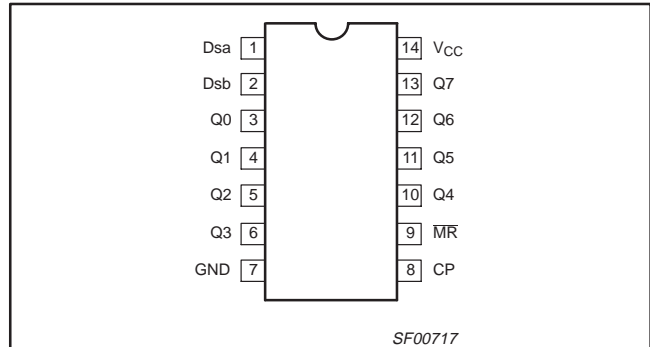 Dsa 1 14 VCC
Dsb 2 13 Q7
Q0 3 12 Q6
Q1 4 11 Q5
Q2 5 10 Q4
Q3 6 9 M̅R̅
GND 7 8 CP
SF00717